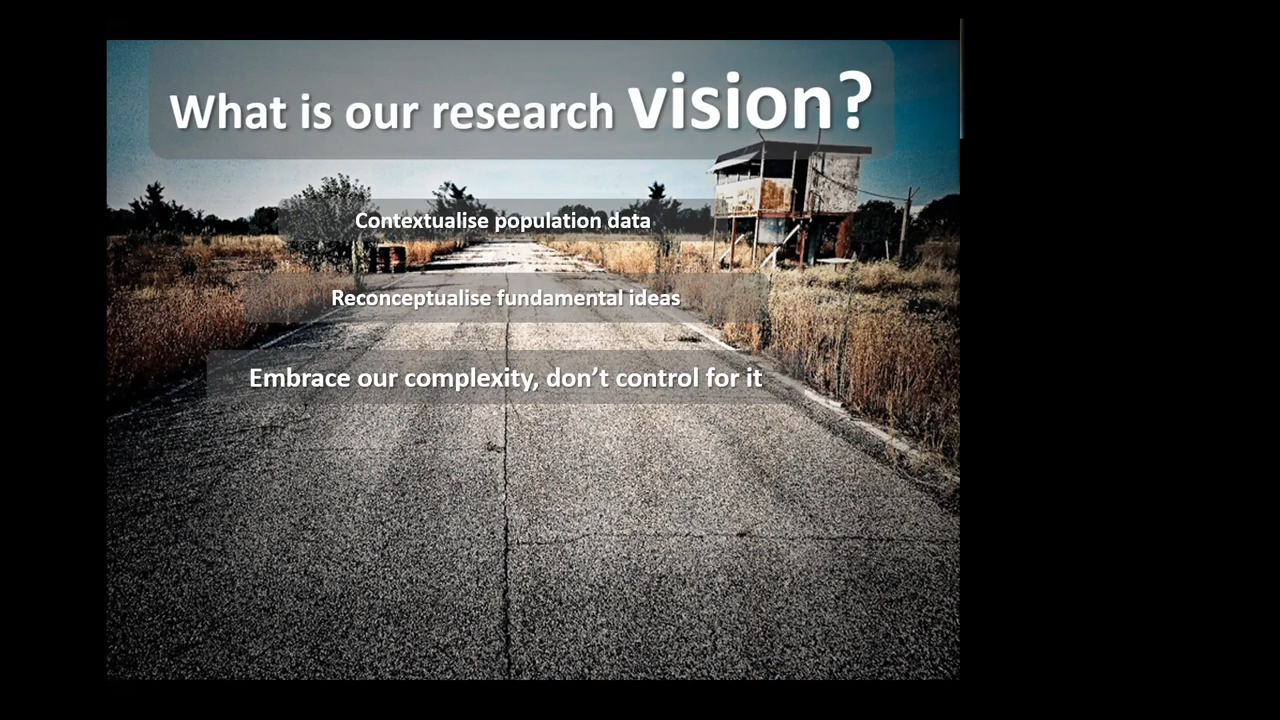 What is our research vision?
Contextualise population data
Reconceptualise fundamental ideas
Embrace our complexity, don’t control for it